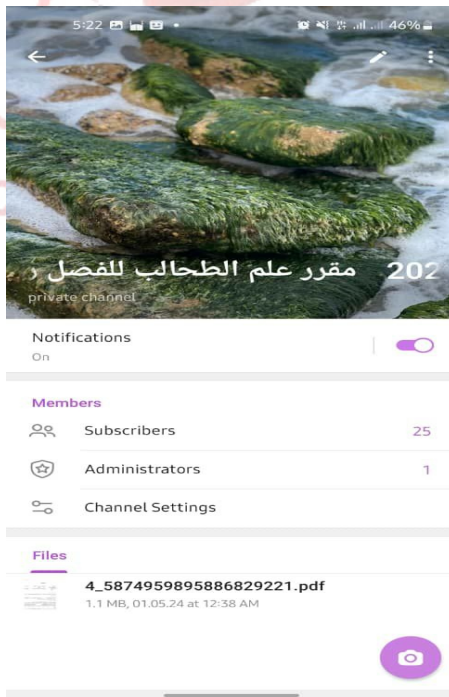 5:22 46%
مقرر علم الطحالب للفصل 202
private channel
Notifications
On
Members
Subscribers 25
Administrators 1
Channel Settings
Files
4_5874959895886829221.pdf
1.1 MB, 01.05.24 at 12:38 AM